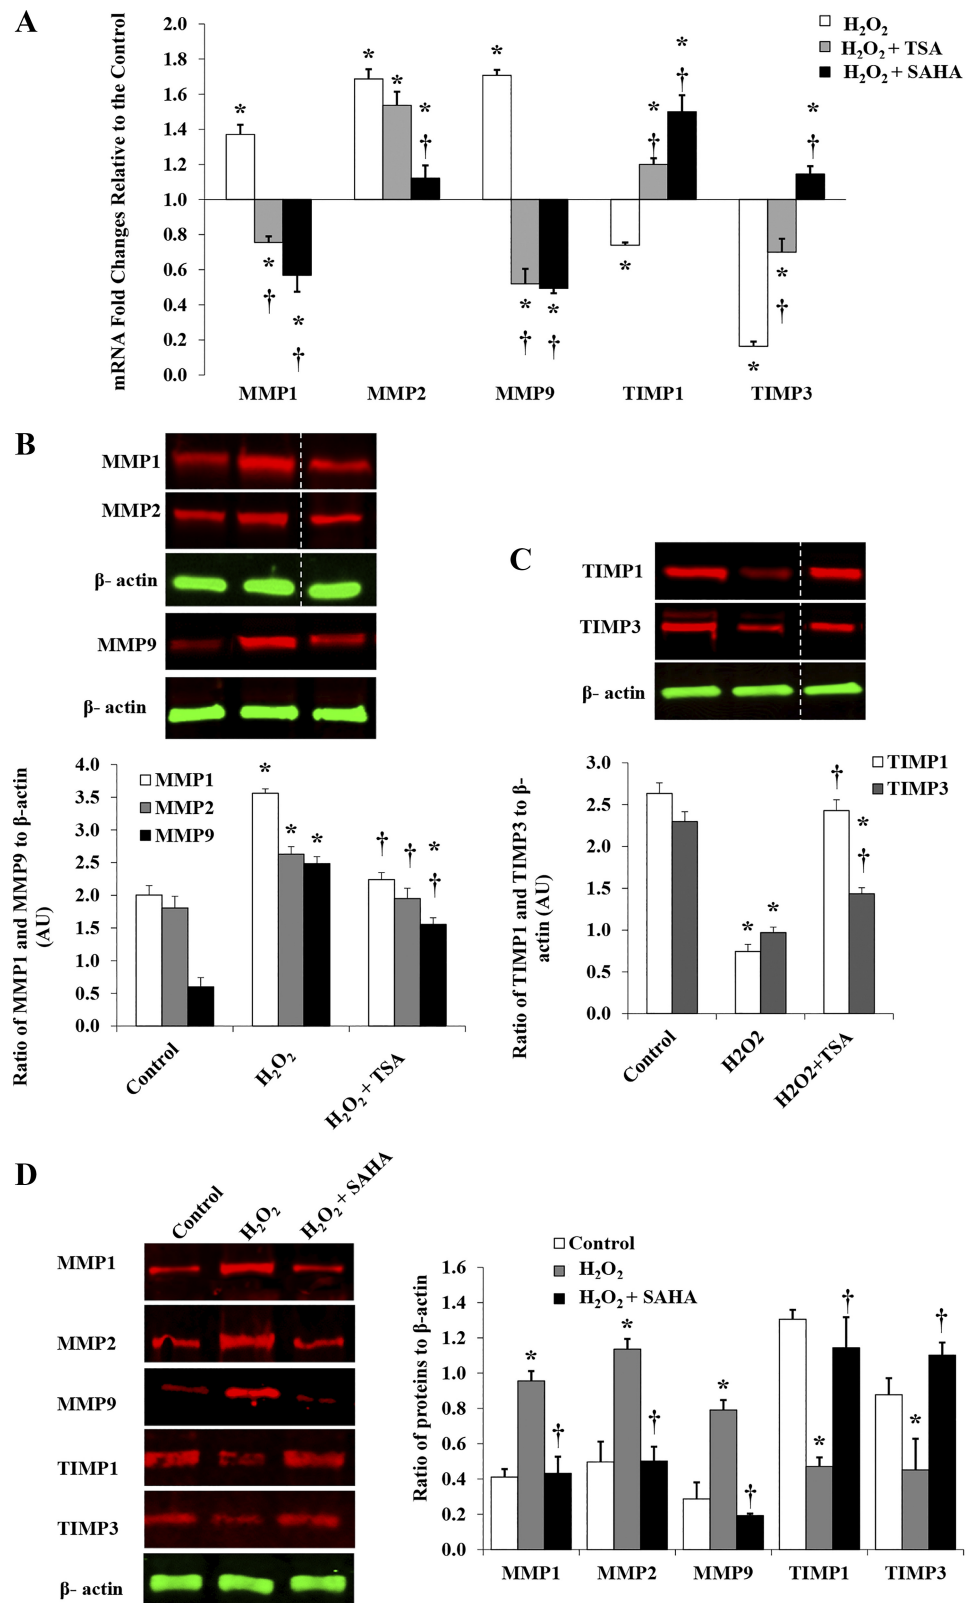 A
mRNA Fold Changes Relative to the Control
2.0
1.8
1.6
1.4
1.2
1.0
0.8
0.6
0.4
0.2
0.0
H₂O₂
H₂O₂ + TSA
H₂O₂ + SAHA
* * * * † * * † * † * * † * † * * † * † * * † * †
MMP1 MMP2 MMP9 TIMP1 TIMP3
B
MMP1
MMP2
β- actin
MMP9
β- actin
Ratio of MMP1 and MMP9 to β-actin
(AU)
4.0
3.5
3.0
2.5
2.0
1.5
1.0
0.5
0.0
MMP1
MMP2
MMP9
* * * † † * †
Control H₂O₂ H₂O₂ + TSA
C
TIMP1
TIMP3
β- actin
Ratio of TIMP1 and TIMP3 to β-
actin (AU)
3.0
2.5
2.0
1.5
1.0
0.5
0.0
TIMP1
TIMP3
* * † * †
Control H2O2 H2O2+TSA
D
Control H₂O₂ H₂O₂ + SAHA
MMP1
MMP2
MMP9
TIMP1
TIMP3
β- actin
Ratio of proteins to β-actin
1.6
1.4
1.2
1.0
0.8
0.6
0.4
0.2
0.0
Control
H₂O₂
H₂O₂ + SAHA
* † * † * † * † * †
MMP1 MMP2 MMP9 TIMP1 TIMP3